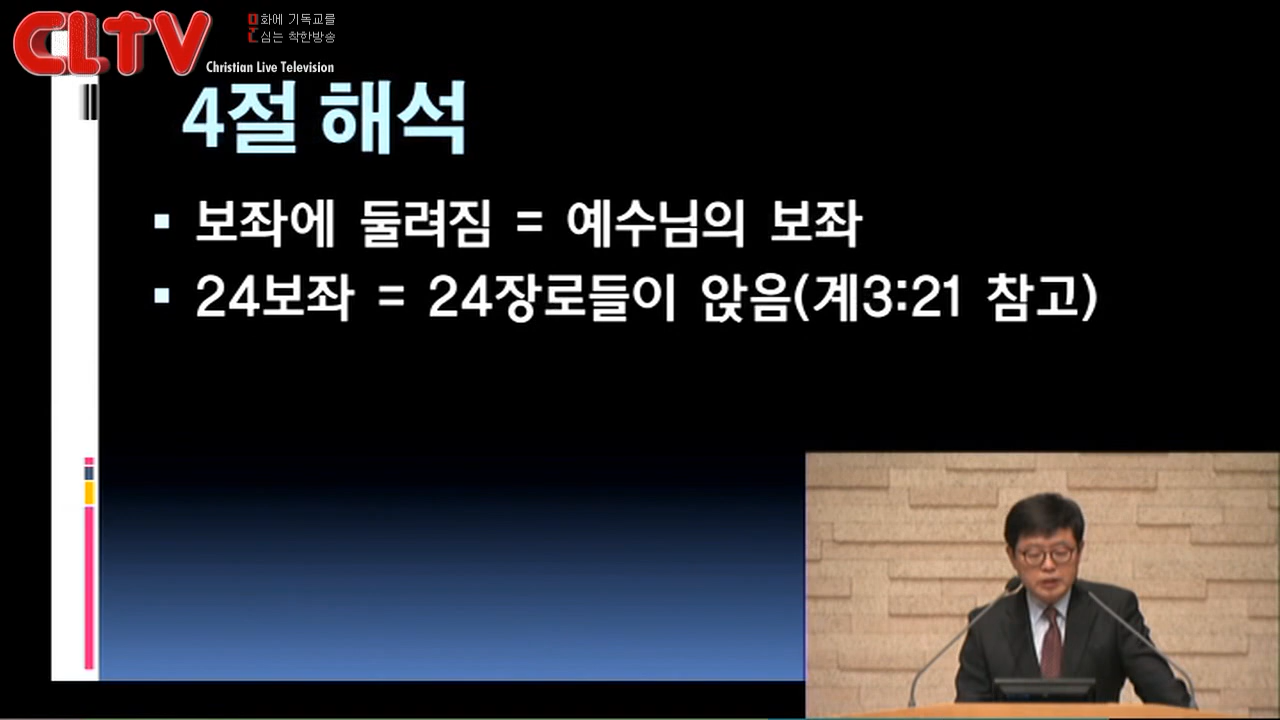 CLTV
문화에 기독교를
심는 착한방송
Christian Live Television
4절 해석
▪ 보좌에 둘려짐 = 예수님의 보좌
▪ 24보좌 = 24장로들이 앉음(계3:21 참고)